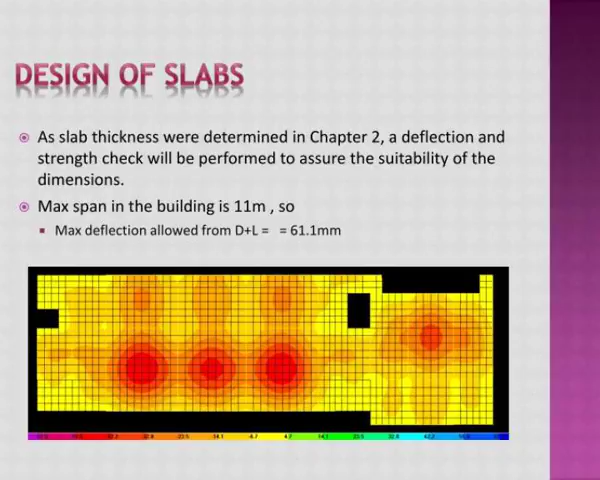 DESIGN OF SLABS
As slab thickness were determined in Chapter 2, a deflection and
strength check will be performed to assure the suitability of the
dimensions.
Max span in the building is 11m , so
Max deflection allowed from D+L = = 61.1mm